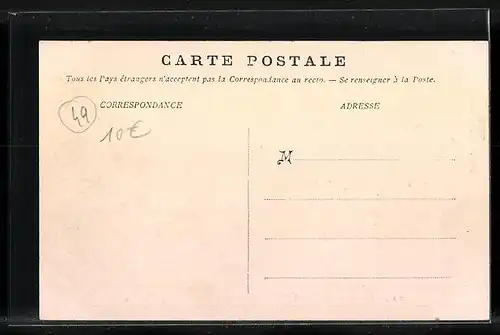 CARTE POSTALE
Tous les Pays étrangers n'acceptent pas la Correspondance au recto. — Se renseigner à la Poste.
CORRESPONDANCE ADRESSE
49
10€
M